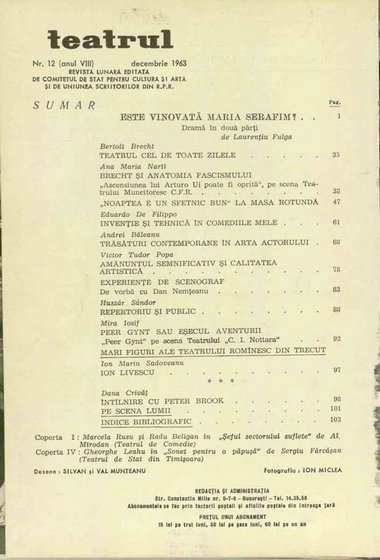 teatrul
Nr. 12 (anul VIII) decembrie 1963
REVISTA LUNARA EDITATA
DE COMITETUL DE STAT PENTRU CULTURA ȘI ARTA
ȘI DE UNIUNEA SCRIITORILOR DIN R.P.R.
SUMAR
Pag.
ESTE VINOVATĂ MARIA SERAFIM? . . 1
Dramă în două părți
de Laurențiu Fulga
Bertolt Brecht
TEATRUL CEL DE TOATE ZILELE . . . 35
Ana Maria Narti
BRECHT ȘI ANATOMIA FASCISMULUI
„Ascensiunea lui Arturo Ui poate fi oprită", pe scena Tea-
trului Muncitoresc C.F.R. . . . 38
„NOAPTEA E UN SFETNIC BUN" LA MASA ROTUNDĂ 47
Eduardo De Filippo
INVENȚIE ȘI TEHNICĂ ÎN COMEDIILE MELE . . 61
Andrei Băleanu
TRĂSĂTURI CONTEMPORANE ÎN ARTA ACTORULUI . 68
Victor Tudor Popa
AMĂNUNTUL SEMNIFICATIV ȘI CALITATEA
ARTISTICĂ . . . 78
EXPERIENȚE DE SCENOGRAF
De vorbă cu Dan Nemțeanu . . . 83
Huszár Sándor
REPERTORIU ȘI PUBLIC . . . 88
Mira Iosif
PEER GYNT SAU EȘECUL AVENTURII
„Peer Gynt" pe scena Teatrului „C. I. Nottara" . . 92
MARI FIGURI ALE TEATRULUI ROMÎNESC DIN TRECUT
Ion Marin Sadoveanu
ION LIVESCU . . . 97
* * *
Dana Crivăț
ÎNTÎLNIRE CU PETER BROOK . . . 98
PE SCENA LUMII . . . 101
INDICE BIBLIOGRAFIC . . . 103
Coperta I : Marcela Rusu și Radu Beligan în „Șeful sectorului suflete" de Al.
Mirodan (Teatrul de Comedie)
Coperta IV : Gheorghe Leahu în „Sonet pentru o păpușă" de Sergiu Fărcășan
(Teatrul de Stat din Timișoara)
Desene : SILVAN și VAL MUNTEANU Fotografia : ION MICLEA
REDACȚIA ȘI ADMINISTRAȚIA
Str. Constantin Mille nr. 5-7-9 – București – Tel. 14.35.58
Abonamentele se fac prin factorii poștali și oficiile poștale din întreaga țară
PREȚUL UNUI ABONAMENT
15 lei pe trei luni, 30 lei pe șase luni, 60 lei pe un an